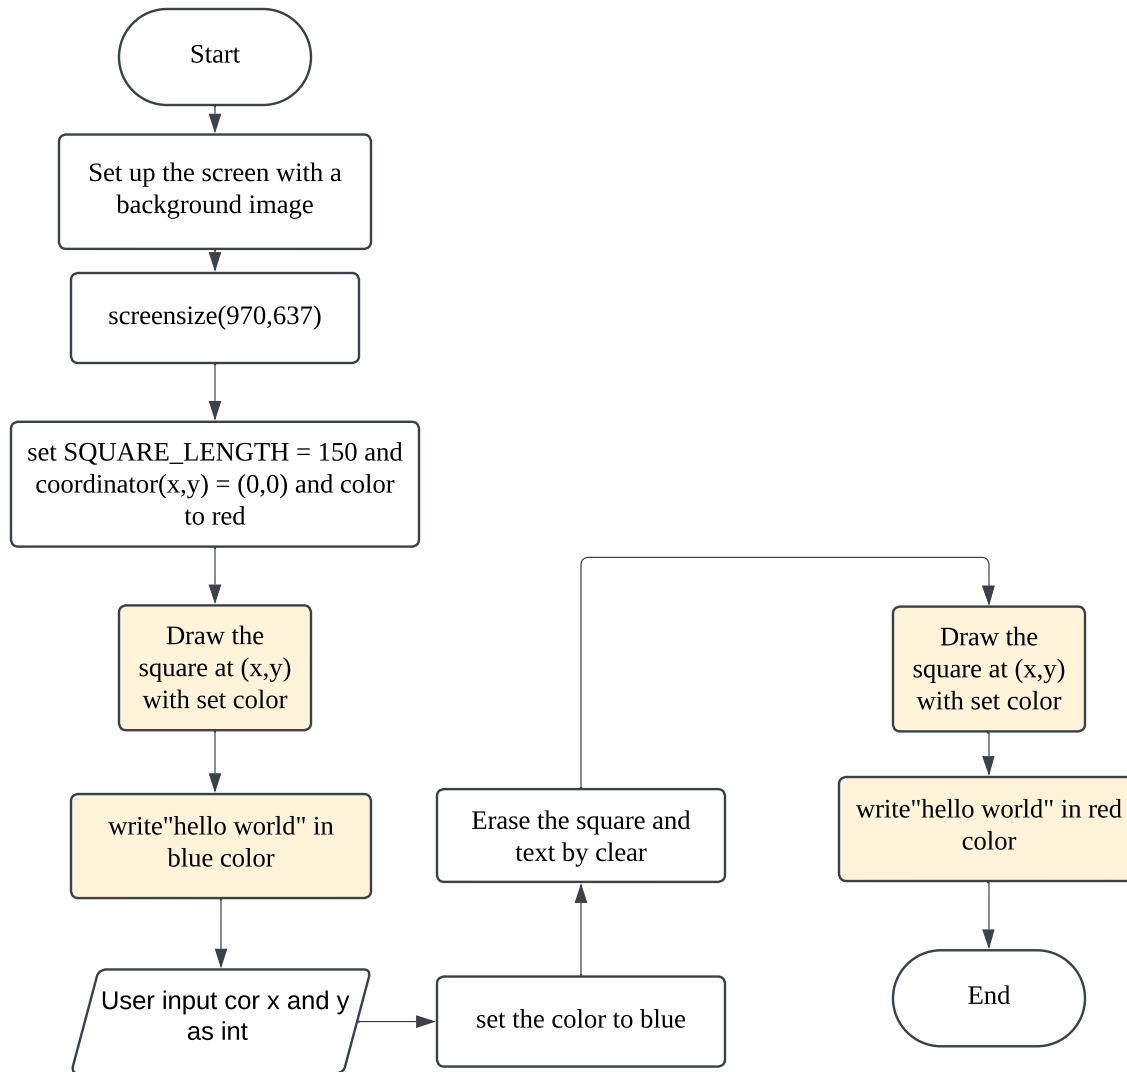 Start
Set up the screen with a
background image
screensize(970,637)
set SQUARE_LENGTH = 150 and
coordinator(x,y) = (0,0) and color
to red
Draw the
square at (x,y)
with set color
write"hello world" in
blue color
User input cor x and y
as int
set the color to blue
Erase the square and
text by clear
Draw the
square at (x,y)
with set color
write"hello world" in red
color
End